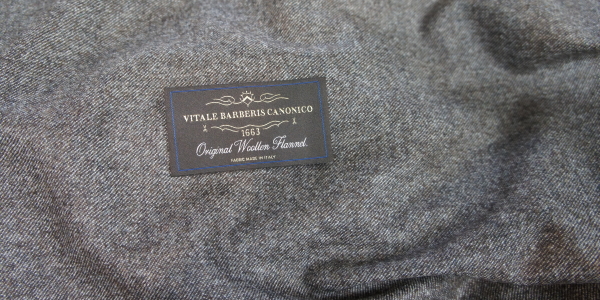 VITALE BARBERIS CANONICO
1663
Original Woollen Flannel
FABRIC MADE IN ITALY